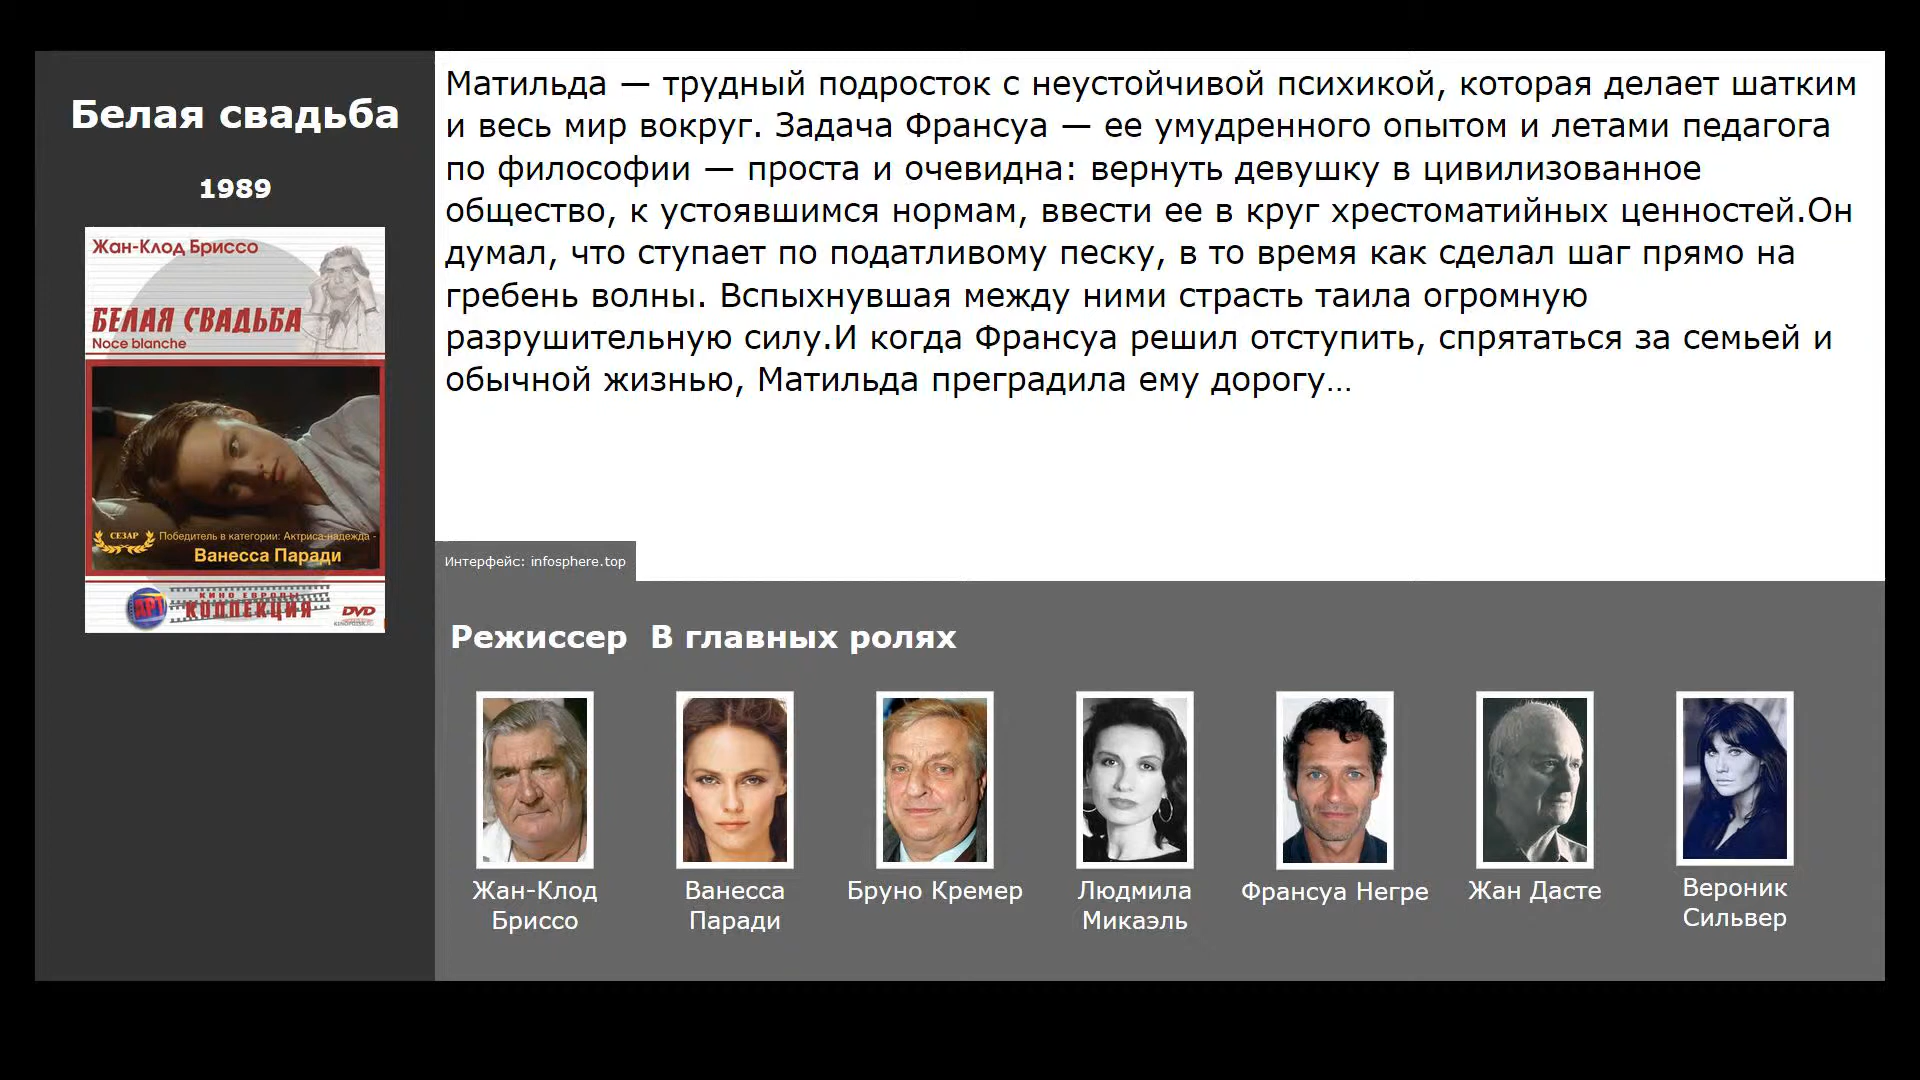 Белая свадьба
1989
Жан-Клод Бриссо
БЕЛАЯ СВАДЬБА
Noce blanche
СЕЗАР
Победитель в категории: Актриса-надежда -
Ванесса Паради
АРТ
КИНО ЕВРОПЫ
КОЛЛЕКЦИЯ
DVD
Матильда — трудный подросток с неустойчивой психикой, которая делает шатким
и весь мир вокруг. Задача Франсуа — ее умудренного опытом и летами педагога
по философии — проста и очевидна: вернуть девушку в цивилизованное
общество, к устоявшимся нормам, ввести ее в круг хрестоматийных ценностей.Он
думал, что ступает по податливому песку, в то время как сделал шаг прямо на
гребень волны. Вспыхнувшая между ними страсть таила огромную
разрушительную силу.И когда Франсуа решил отступить, спрятаться за семьей и
обычной жизнью, Матильда преградила ему дорогу…
Интерфейс: infosphere.top
Режиссер В главных ролях
Жан-Клод
Бриссо
Ванесса
Паради
Бруно Кремер
Людмила
Микаэль
Франсуа Негре
Жан Дасте
Вероник
Сильвер